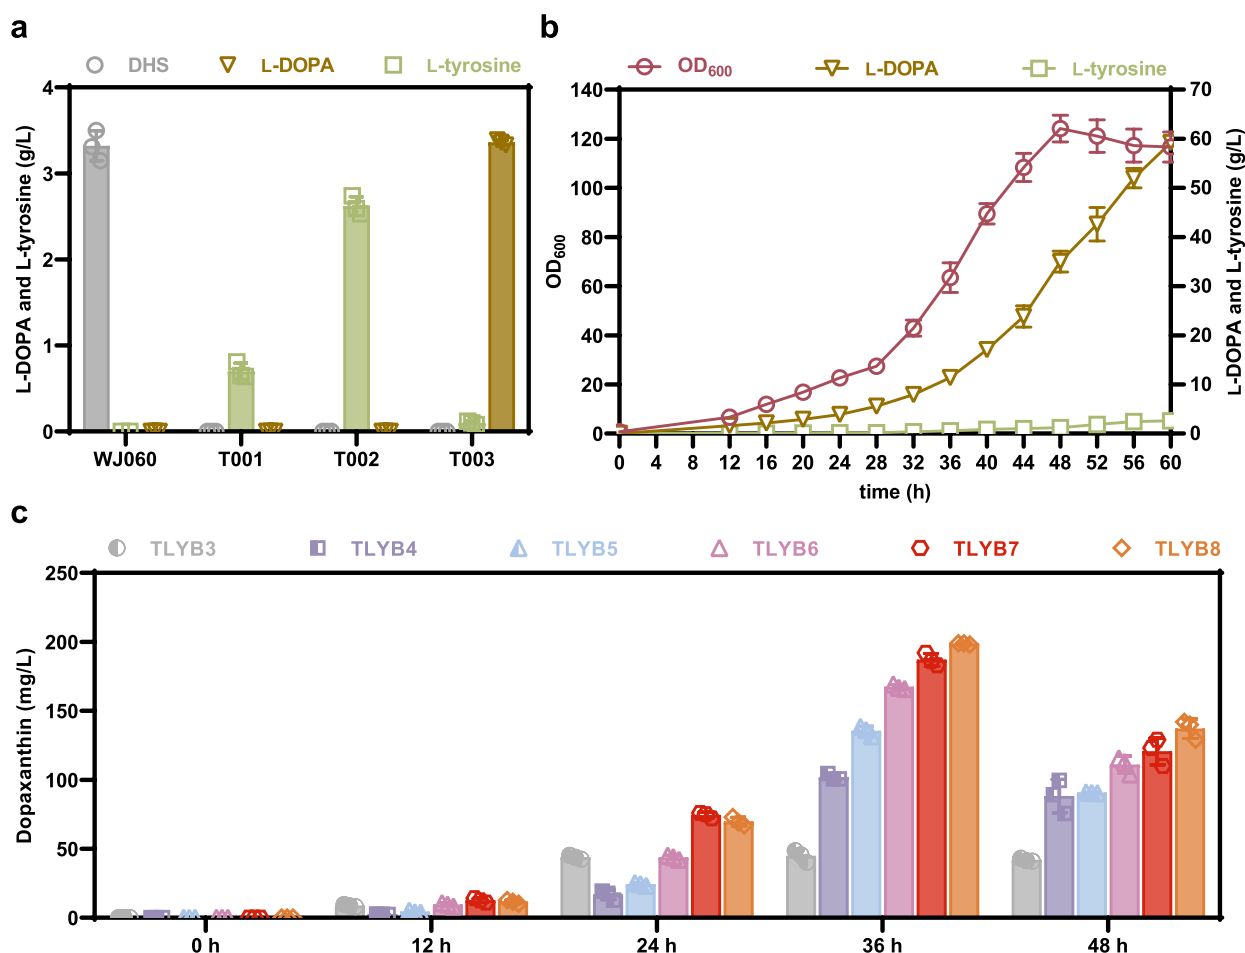 a
DHS L-DOPA L-tyrosine
L-DOPA and L-tyrosine (g/L)
4
3
2
1
0
WJ060 T001 T002 T003
b
OD600 L-DOPA L-tyrosine
OD600
140
120
100
80
60
40
20
0
70
60
50
40
30
20
10
0
L-DOPA and L-tyrosine (g/L)
0 4 8 12 16 20 24 28 32 36 40 44 48 52 56 60
time (h)
c
TLYB3 TLYB4 TLYB5 TLYB6 TLYB7 TLYB8
Dopaxanthin (mg/L)
250
200
150
100
50
0
0 h 12 h 24 h 36 h 48 h